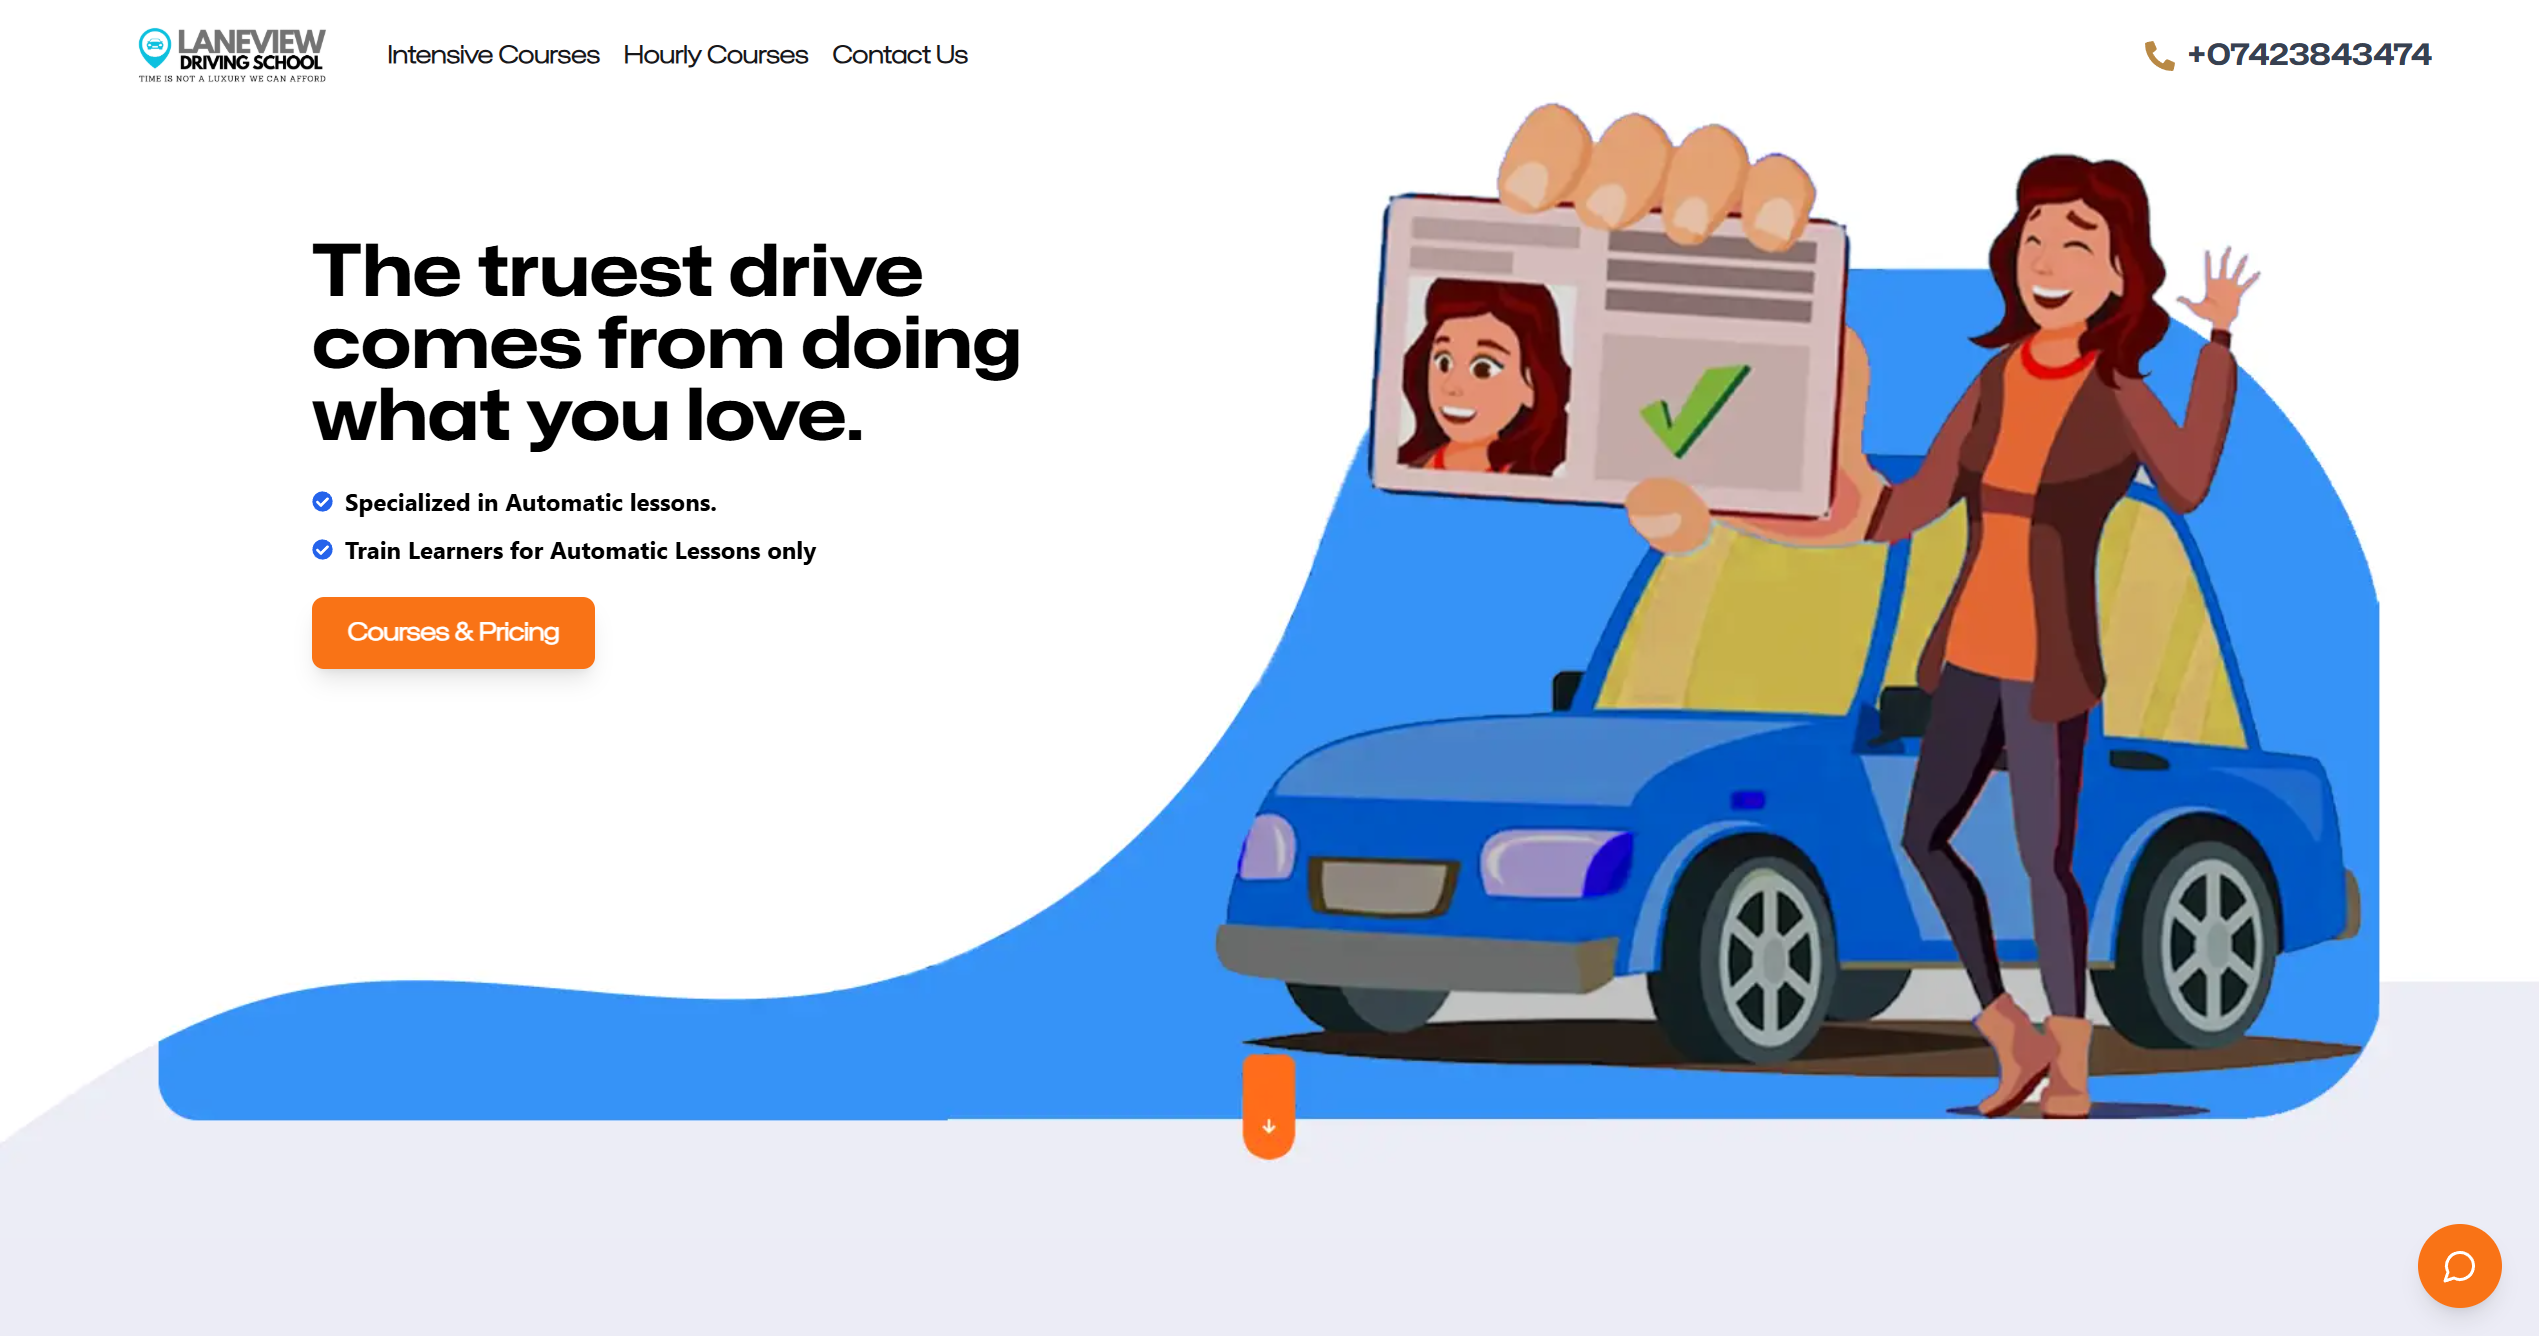 LANEVIEW
DRIVING SCHOOL
TIME IS NOT A LUXURY WE CAN AFFORD
Intensive Courses
Hourly Courses
Contact Us
+07423843474
The truest drive
comes from doing
what you love.
Specialized in Automatic lessons.
Train Learners for Automatic Lessons only
Courses & Pricing